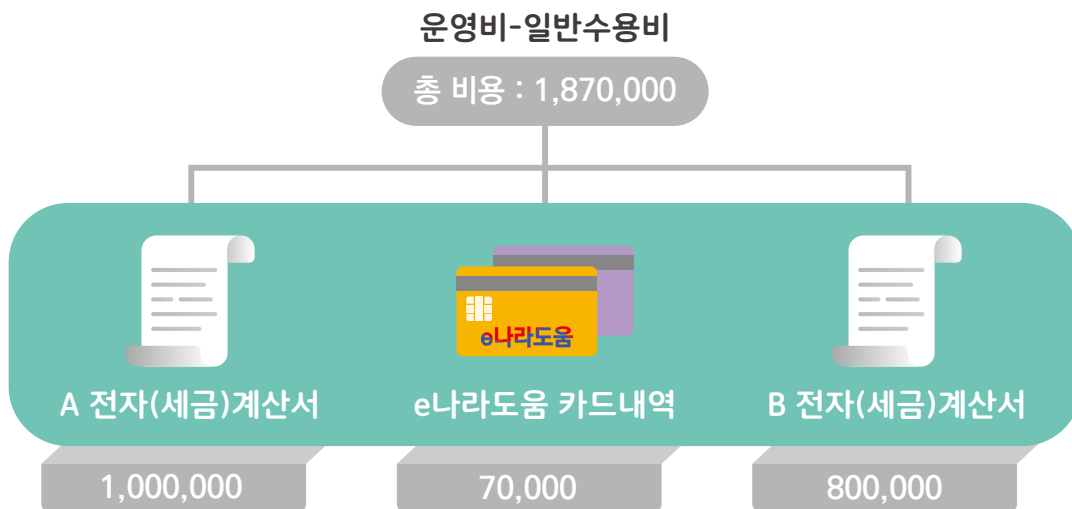 운영비-일반수용비
총 비용 : 1,870,000
e나라도움
A 전자(세금)계산서
e나라도움 카드내역
B 전자(세금)계산서
1,000,000
70,000
800,000